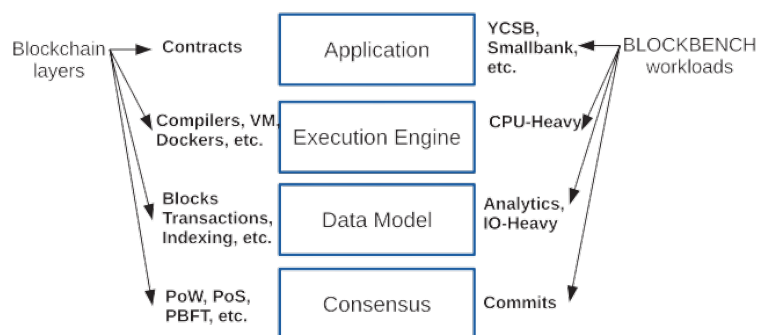 Blockchain
layers
Contracts
Application
YCSB,
Smallbank,
etc.
BLOCKBENCH
workloads
Compilers, VM,
Dockers, etc.
Execution Engine
CPU-Heavy
Blocks
Transactions,
Indexing, etc.
Data Model
Analytics,
IO-Heavy
PoW, PoS,
PBFT, etc.
Consensus
Commits